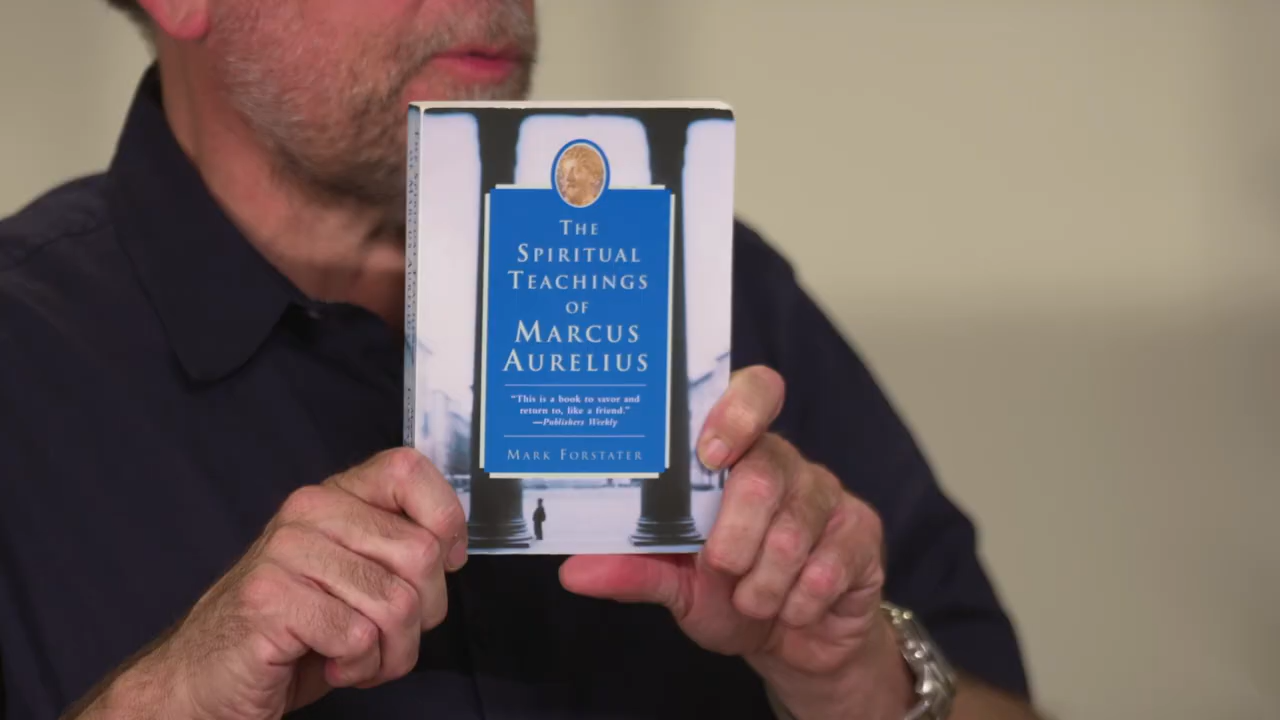 THE
SPIRITUAL
TEACHINGS
OF
MARCUS
AURELIUS
"This is a book to savor and
return to, like a friend."
—Publishers Weekly
MARK FORSTATER